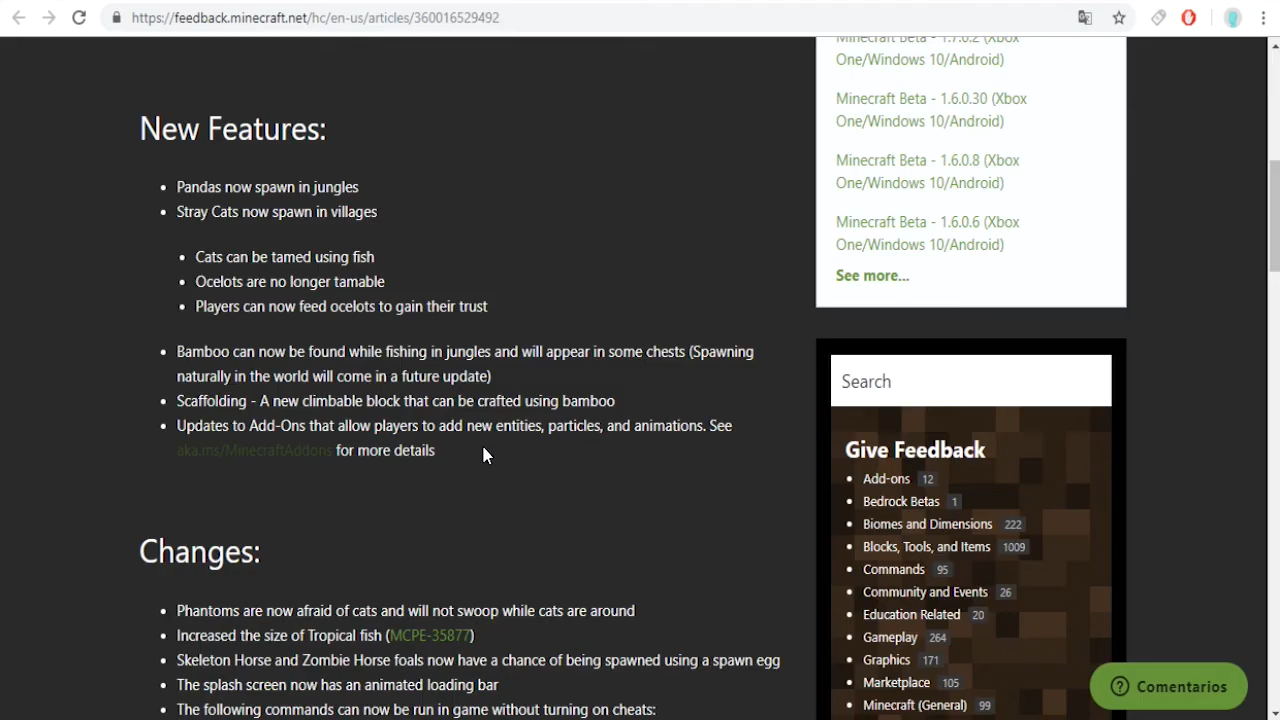 https://feedback.minecraft.net/hc/en-us/articles/360016529492
New Features:
Pandas now spawn in jungles
Stray Cats now spawn in villages
Cats can be tamed using fish
Ocelots are no longer tamable
Players can now feed ocelots to gain their trust
Bamboo can now be found while fishing in jungles and will appear in some chests (Spawning
naturally in the world will come in a future update)
Scaffolding - A new climbable block that can be crafted using bamboo
Updates to Add-Ons that allow players to add new entities, particles, and animations. See
aka.ms/MinecraftAddons for more details
Changes:
Phantoms are now afraid of cats and will not swoop while cats are around
Increased the size of Tropical fish (MCPE-35877)
Skeleton Horse and Zombie Horse foals now have a chance of being spawned using a spawn egg
The splash screen now has an animated loading bar
The following commands can now be run in game without turning on cheats:
Minecraft Beta - 1.7.0.2 (Xbox
One/Windows 10/Android)
Minecraft Beta - 1.6.0.30 (Xbox
One/Windows 10/Android)
Minecraft Beta - 1.6.0.8 (Xbox
One/Windows 10/Android)
Minecraft Beta - 1.6.0.6 (Xbox
One/Windows 10/Android)
See more...
Search
Give Feedback
Add-ons 12
Bedrock Betas 1
Biomes and Dimensions 222
Blocks, Tools, and Items 1009
Commands 95
Community and Events 26
Education Related 20
Gameplay 264
Graphics 171
Marketplace 105
Minecraft (General) 99
Comentarios